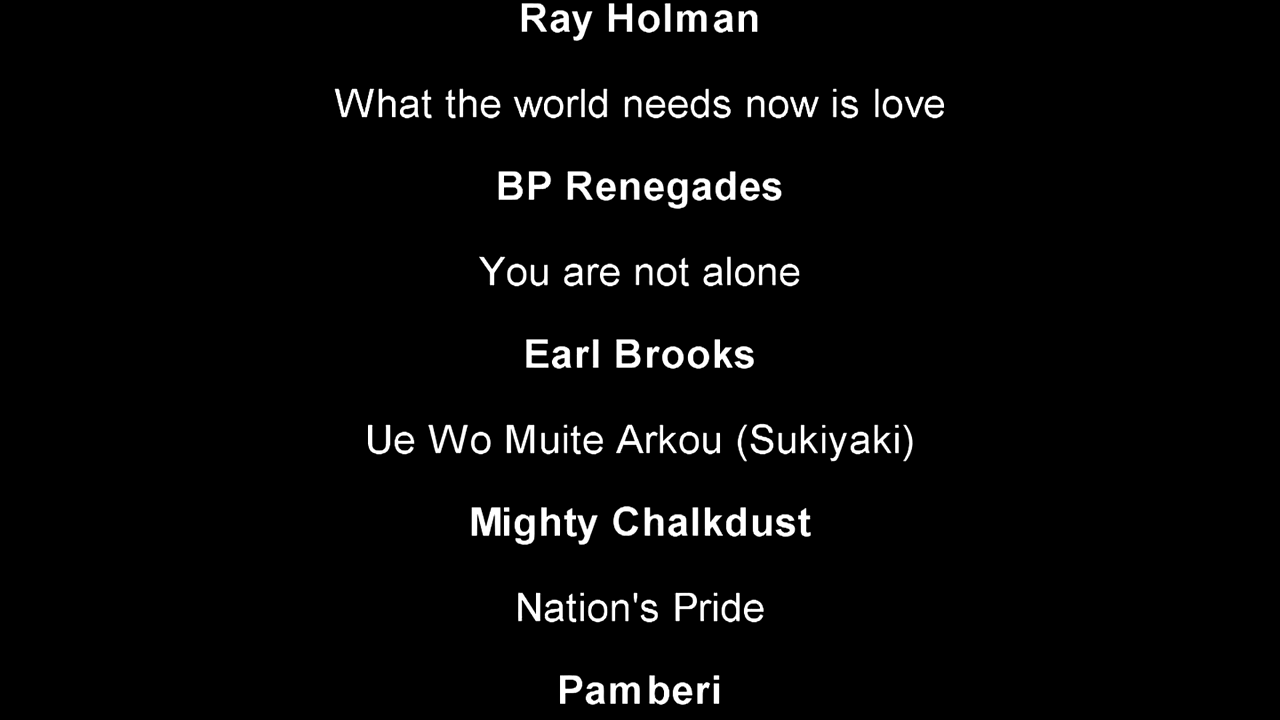 Ray Holman
What the world needs now is love
BP Renegades
You are not alone
Earl Brooks
Ue Wo Muite Arkou (Sukiyaki)
Mighty Chalkdust
Nation's Pride
Pamberi